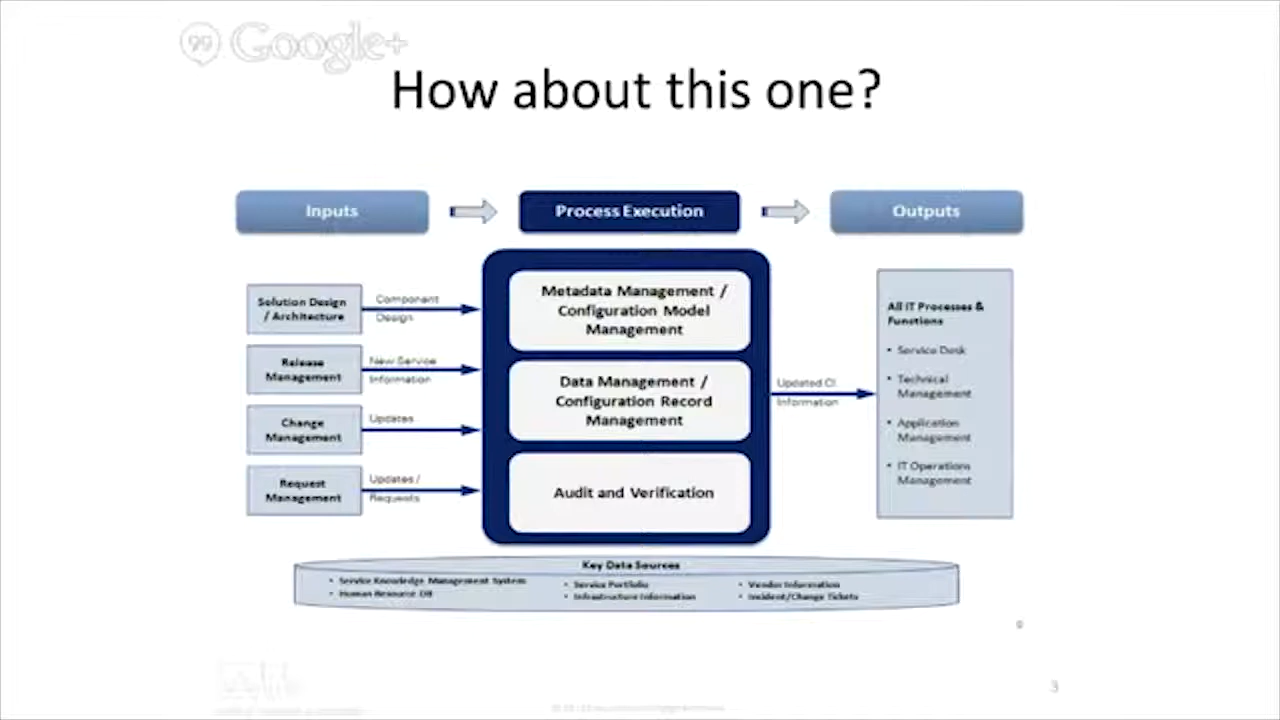 Google+
How about this one?
Inputs
Process Execution
Outputs
Solution Design
/ Architecture
Component
Design
Release
Management
New Service
Information
Change
Management
Updates
Request
Management
Updates /
Requests
Metadata Management /
Configuration Model
Management
Data Management /
Configuration Record
Management
Audit and Verification
Updated CI
Information
All IT Processes &
Functions
• Service Desk
• Technical
Management
• Application
Management
• IT Operations
Management
Key Data Sources
• Service Knowledge Management System
• Human Resource DB
• Service Portfolio
• Infrastructure Information
• Vendor Information
• Incident/Change Tickets
3